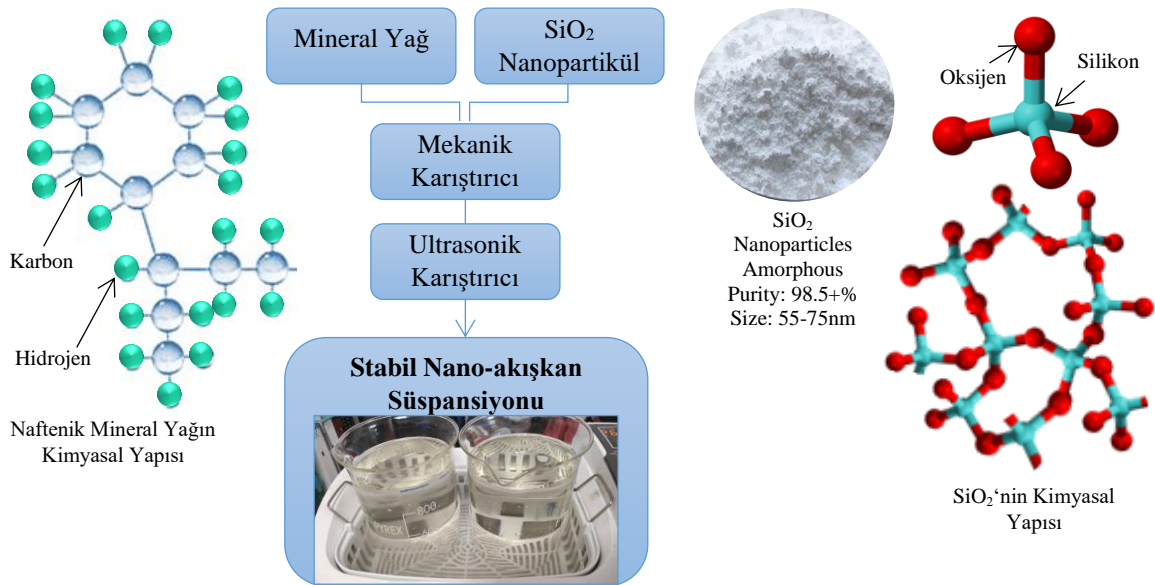 Karbon
Hidrojen
Naftenik Mineral Yağın
Kimyasal Yapısı
Mineral Yağ
SiO₂
Nanopartikül
Mekanik
Karıştırıcı
Ultrasonik
Karıştırıcı
Stabil Nano-akışkan
Süspansiyonu
800
PYREX
SiO₂
Nanoparticles
Amorphous
Purity: 98.5+%
Size: 55-75nm
Oksijen
Silikon
SiO₂‘nin Kimyasal
Yapısı